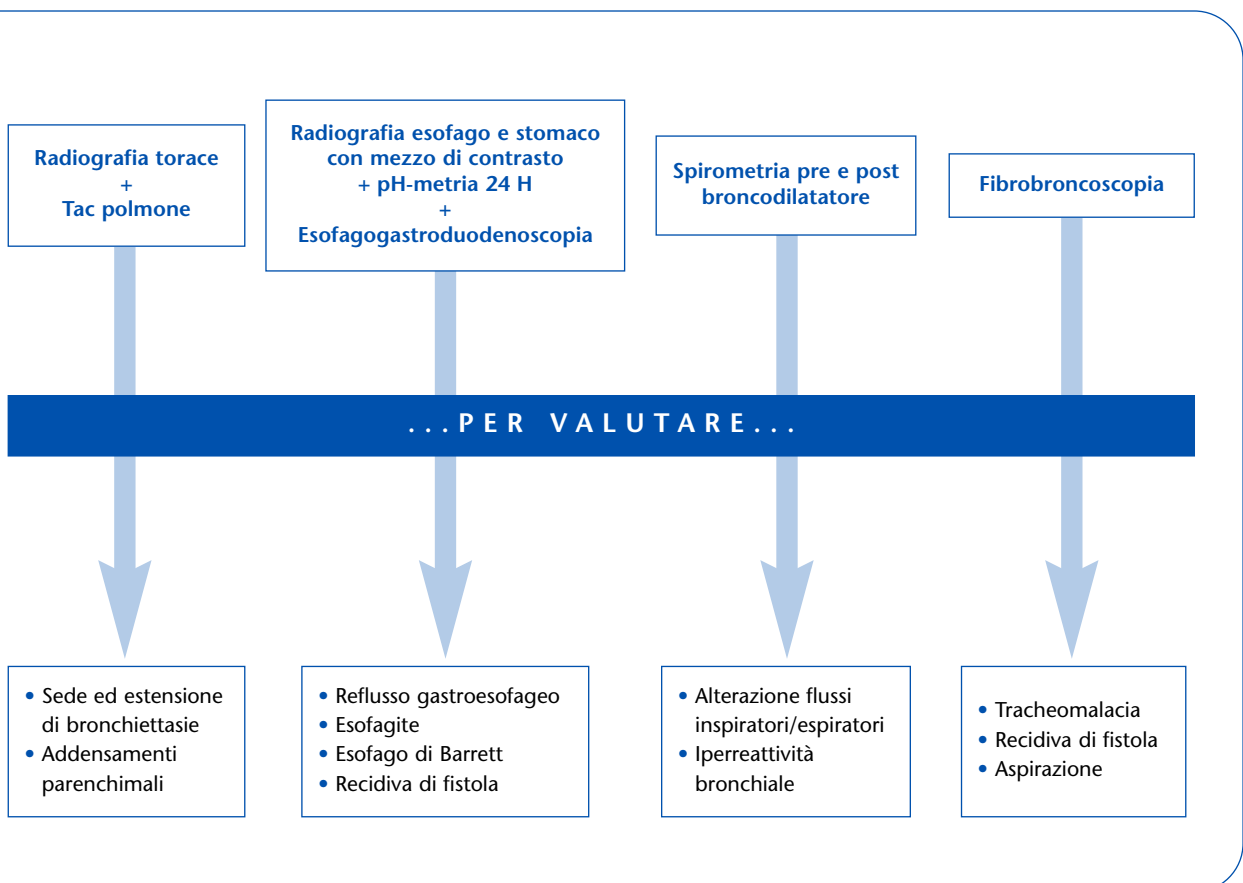 Radiografia torace
+
Tac polmone
Radiografia esofago e stomaco
con mezzo di contrasto
+ pH-metria 24 H
+
Esofagogastroduodenoscopia
Spirometria pre e post
broncodilatatore
Fibrobroncoscopia
...PER VALUTARE...
• Sede ed estensione
di bronchiettasie
• Addensamenti
parenchimali
• Reflusso gastroesofageo
• Esofagite
• Esofago di Barrett
• Recidiva di fistola
• Alterazione flussi
inspiratori/espiratori
• Iperreattività
bronchiale
• Tracheomalacia
• Recidiva di fistola
• Aspirazione